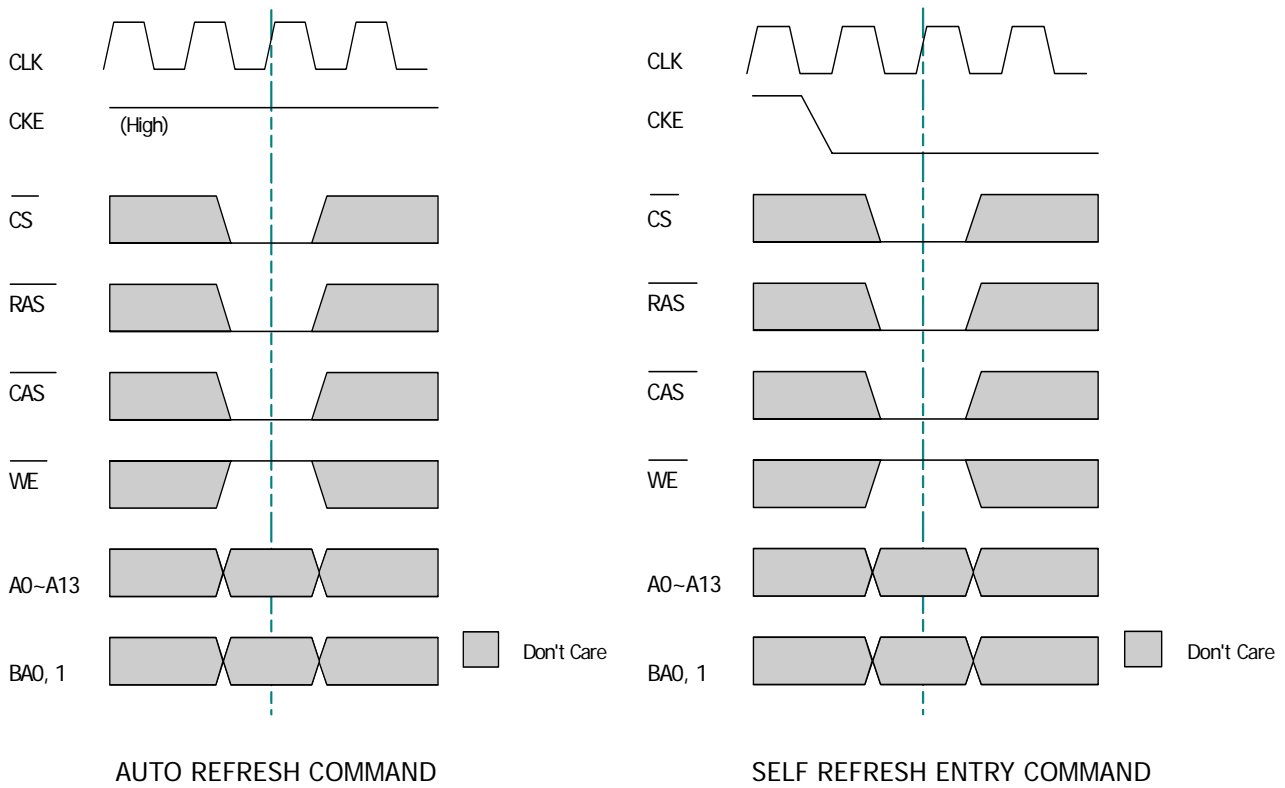 CLK
CKE
(High)
CS
RAS
CAS
WE
A0~A13
BA0, 1
Don't Care
AUTO REFRESH COMMAND
CLK
CKE
CS
RAS
CAS
WE
A0~A13
BA0, 1
Don't Care
SELF REFRESH ENTRY COMMAND